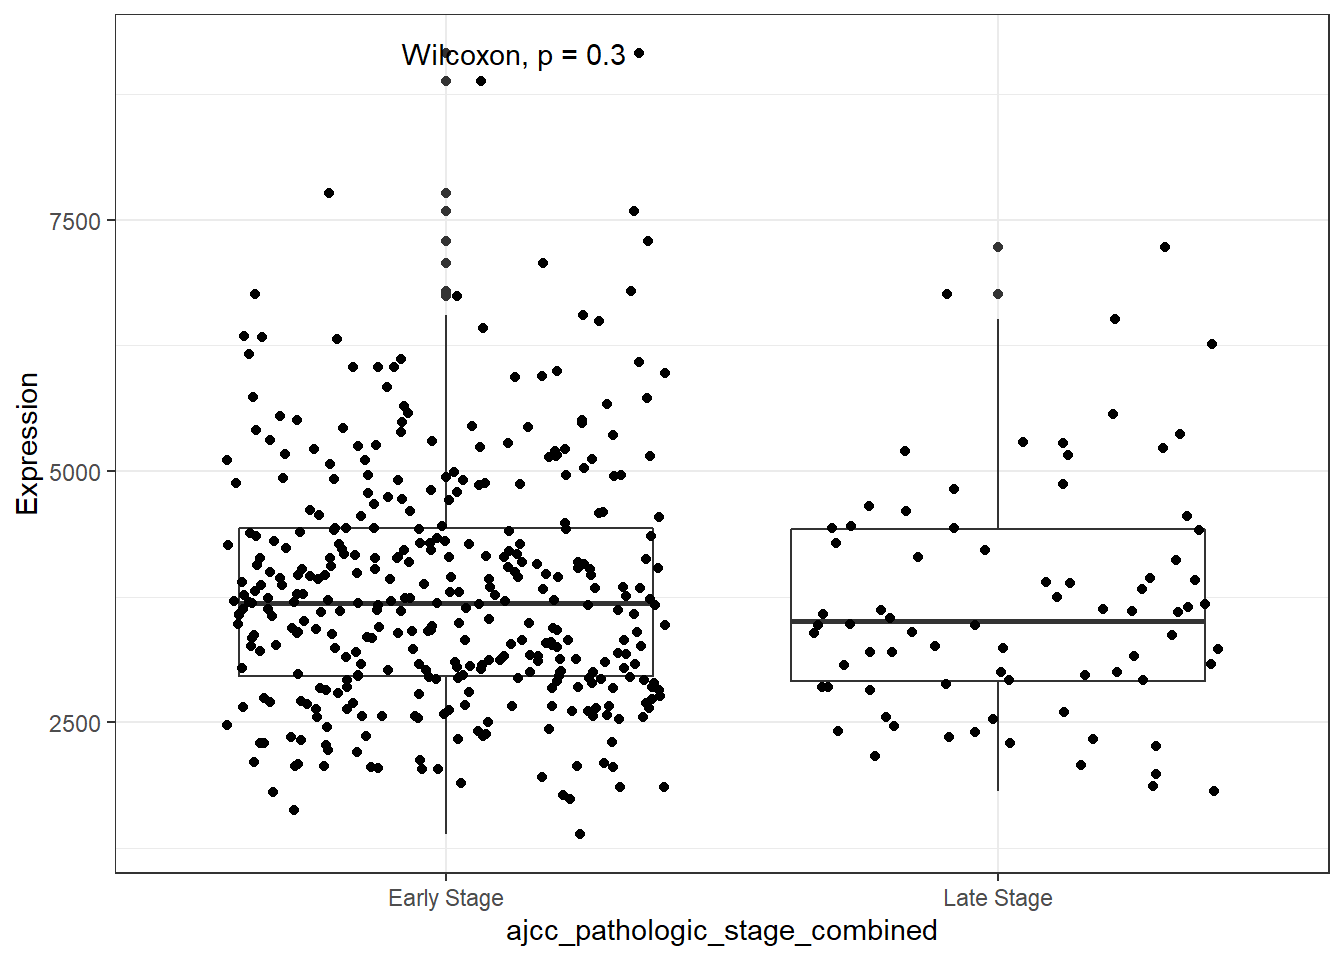 Wilcoxon, p = 0.3
7500
5000
2500
Expression
Early Stage
Late Stage
ajcc_pathologic_stage_combined